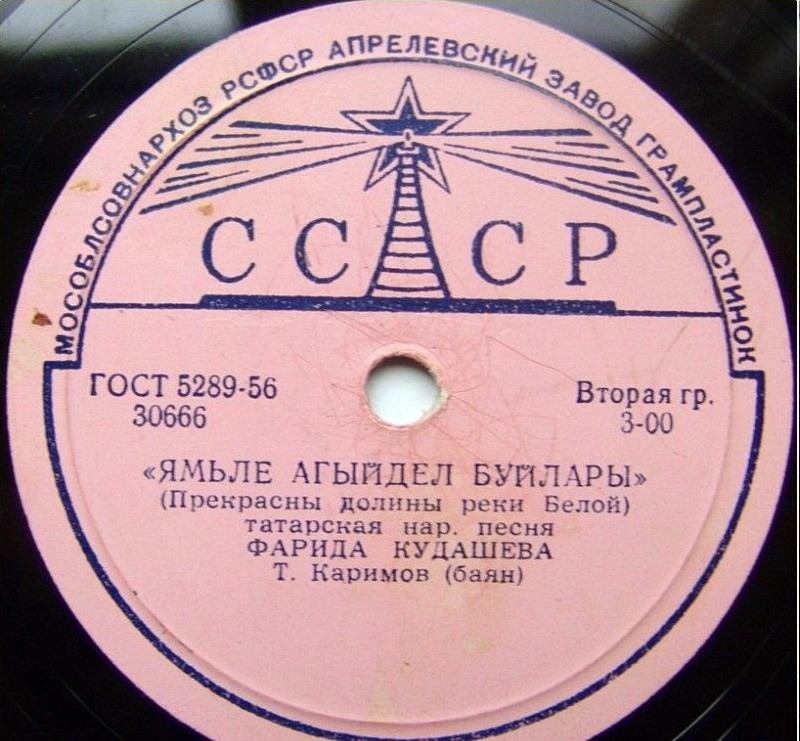 МОСОБЛСОВНАРХОЗ РСФСР АПРЕЛЕВСКИЙ ЗАВОД ГРАМПЛАСТИНОК
СССР
ГОСТ 5289-56
30666
Вторая гр.
3-00
«ЯМЬЛЕ АГЫЙДЕЛ БУЙЛАРЫ»
(Прекрасны долины реки Белой)
татарская нар. песня
ФАРИДА КУДАШЕВА
Т. Каримов (баян)